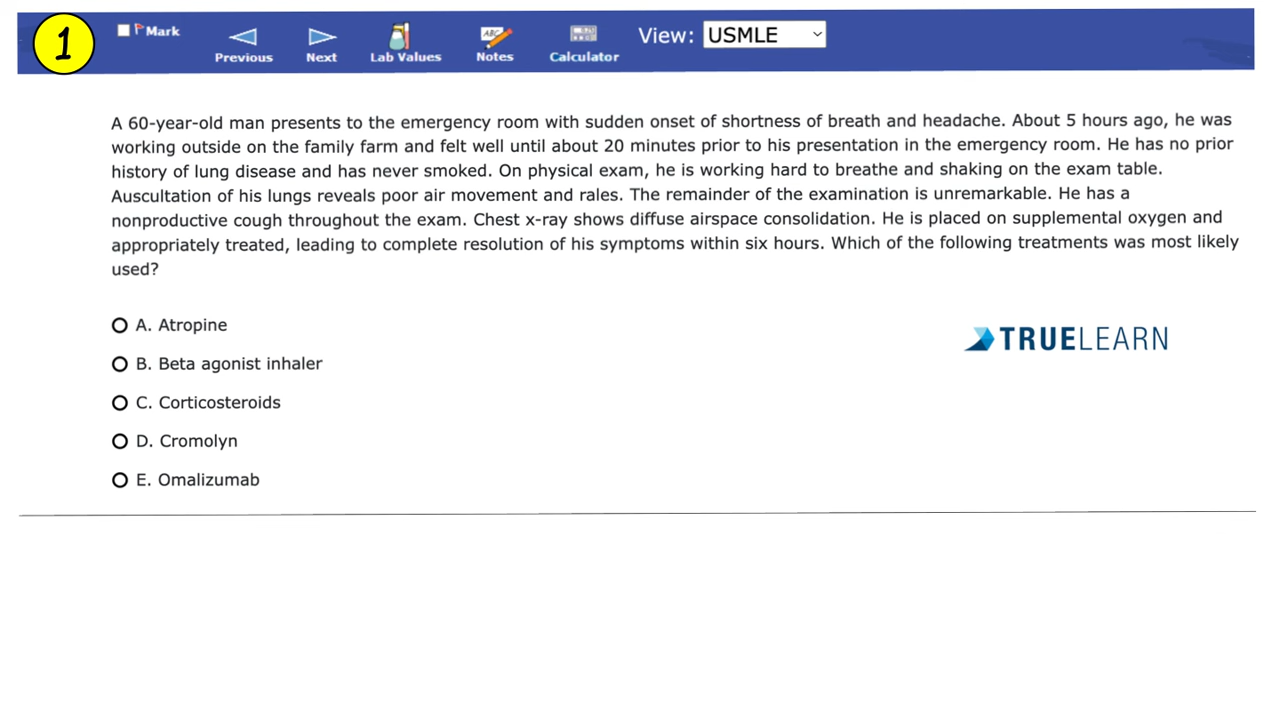 1
Mark
Previous
Next
Lab Values
ABC
Notes
Calculator
View: USMLE
A 60-year-old man presents to the emergency room with sudden onset of shortness of breath and headache. About 5 hours ago, he was
working outside on the family farm and felt well until about 20 minutes prior to his presentation in the emergency room. He has no prior
history of lung disease and has never smoked. On physical exam, he is working hard to breathe and shaking on the exam table.
Auscultation of his lungs reveals poor air movement and rales. The remainder of the examination is unremarkable. He has a
nonproductive cough throughout the exam. Chest x-ray shows diffuse airspace consolidation. He is placed on supplemental oxygen and
appropriately treated, leading to complete resolution of his symptoms within six hours. Which of the following treatments was most likely
used?
A. Atropine
TRUELEARN
B. Beta agonist inhaler
C. Corticosteroids
D. Cromolyn
E. Omalizumab